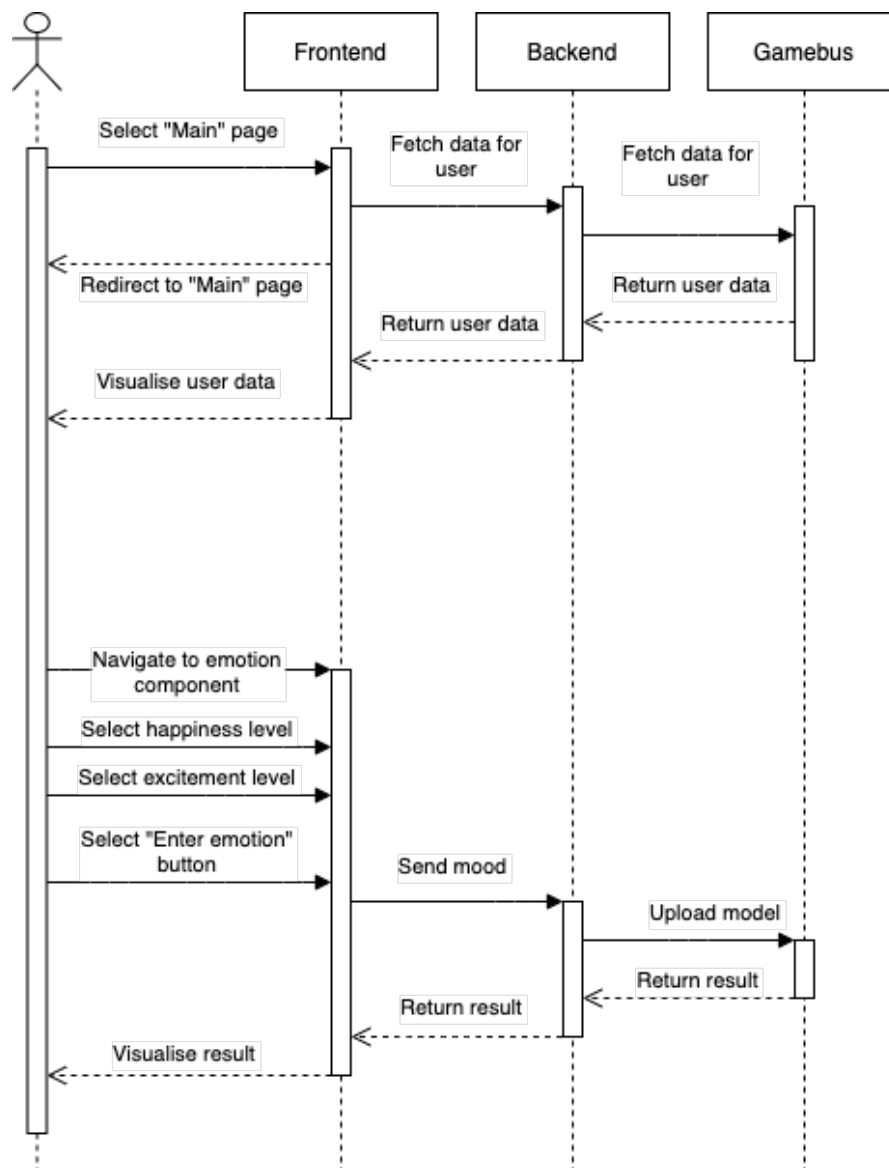 Frontend
Backend
Gamebus
Select "Main" page
Fetch data for
user
Fetch data for
user
Redirect to "Main" page
Return user data
Return user data
Visualise user data
Navigate to emotion
component
Select happiness level
Select excitement level
Select "Enter emotion"
button
Send mood
Upload model
Return result
Return result
Visualise result